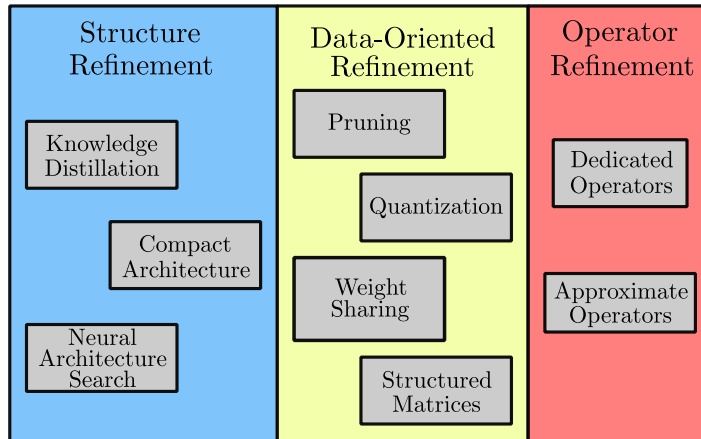 Structure
Refinement
Knowledge
Distillation
Compact
Architecture
Neural
Architecture
Search
Data-Oriented
Refinement
Pruning
Quantization
Weight
Sharing
Structured
Matrices
Operator
Refinement
Dedicated
Operators
Approximate
Operators